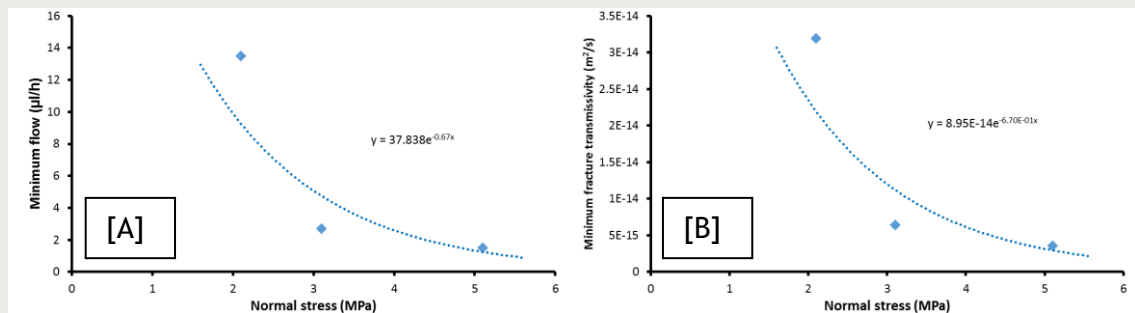 16
14
12
10
8
6
4
2
0
Minimum flow (µl/h)
y = 37.838e^-0.67x
[A]
0 1 2 3 4 5 6
Normal stress (MPa)
3.5E-14
3E-14
2.5E-14
2E-14
1.5E-14
1E-14
5E-15
0
Minimum fracture transmissivity (m²/s)
y = 8.95E-14e^-6.70E-01x
[B]
0 1 2 3 4 5 6
Normal stress (MPa)